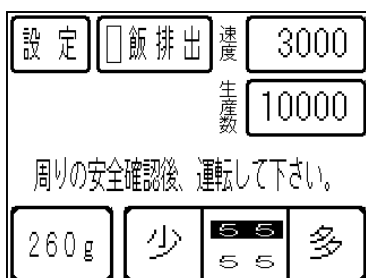 設定 飯排出 速度 3000
生産数 10000
周りの安全確認後、運転して下さい。
260g 少 55 多
55